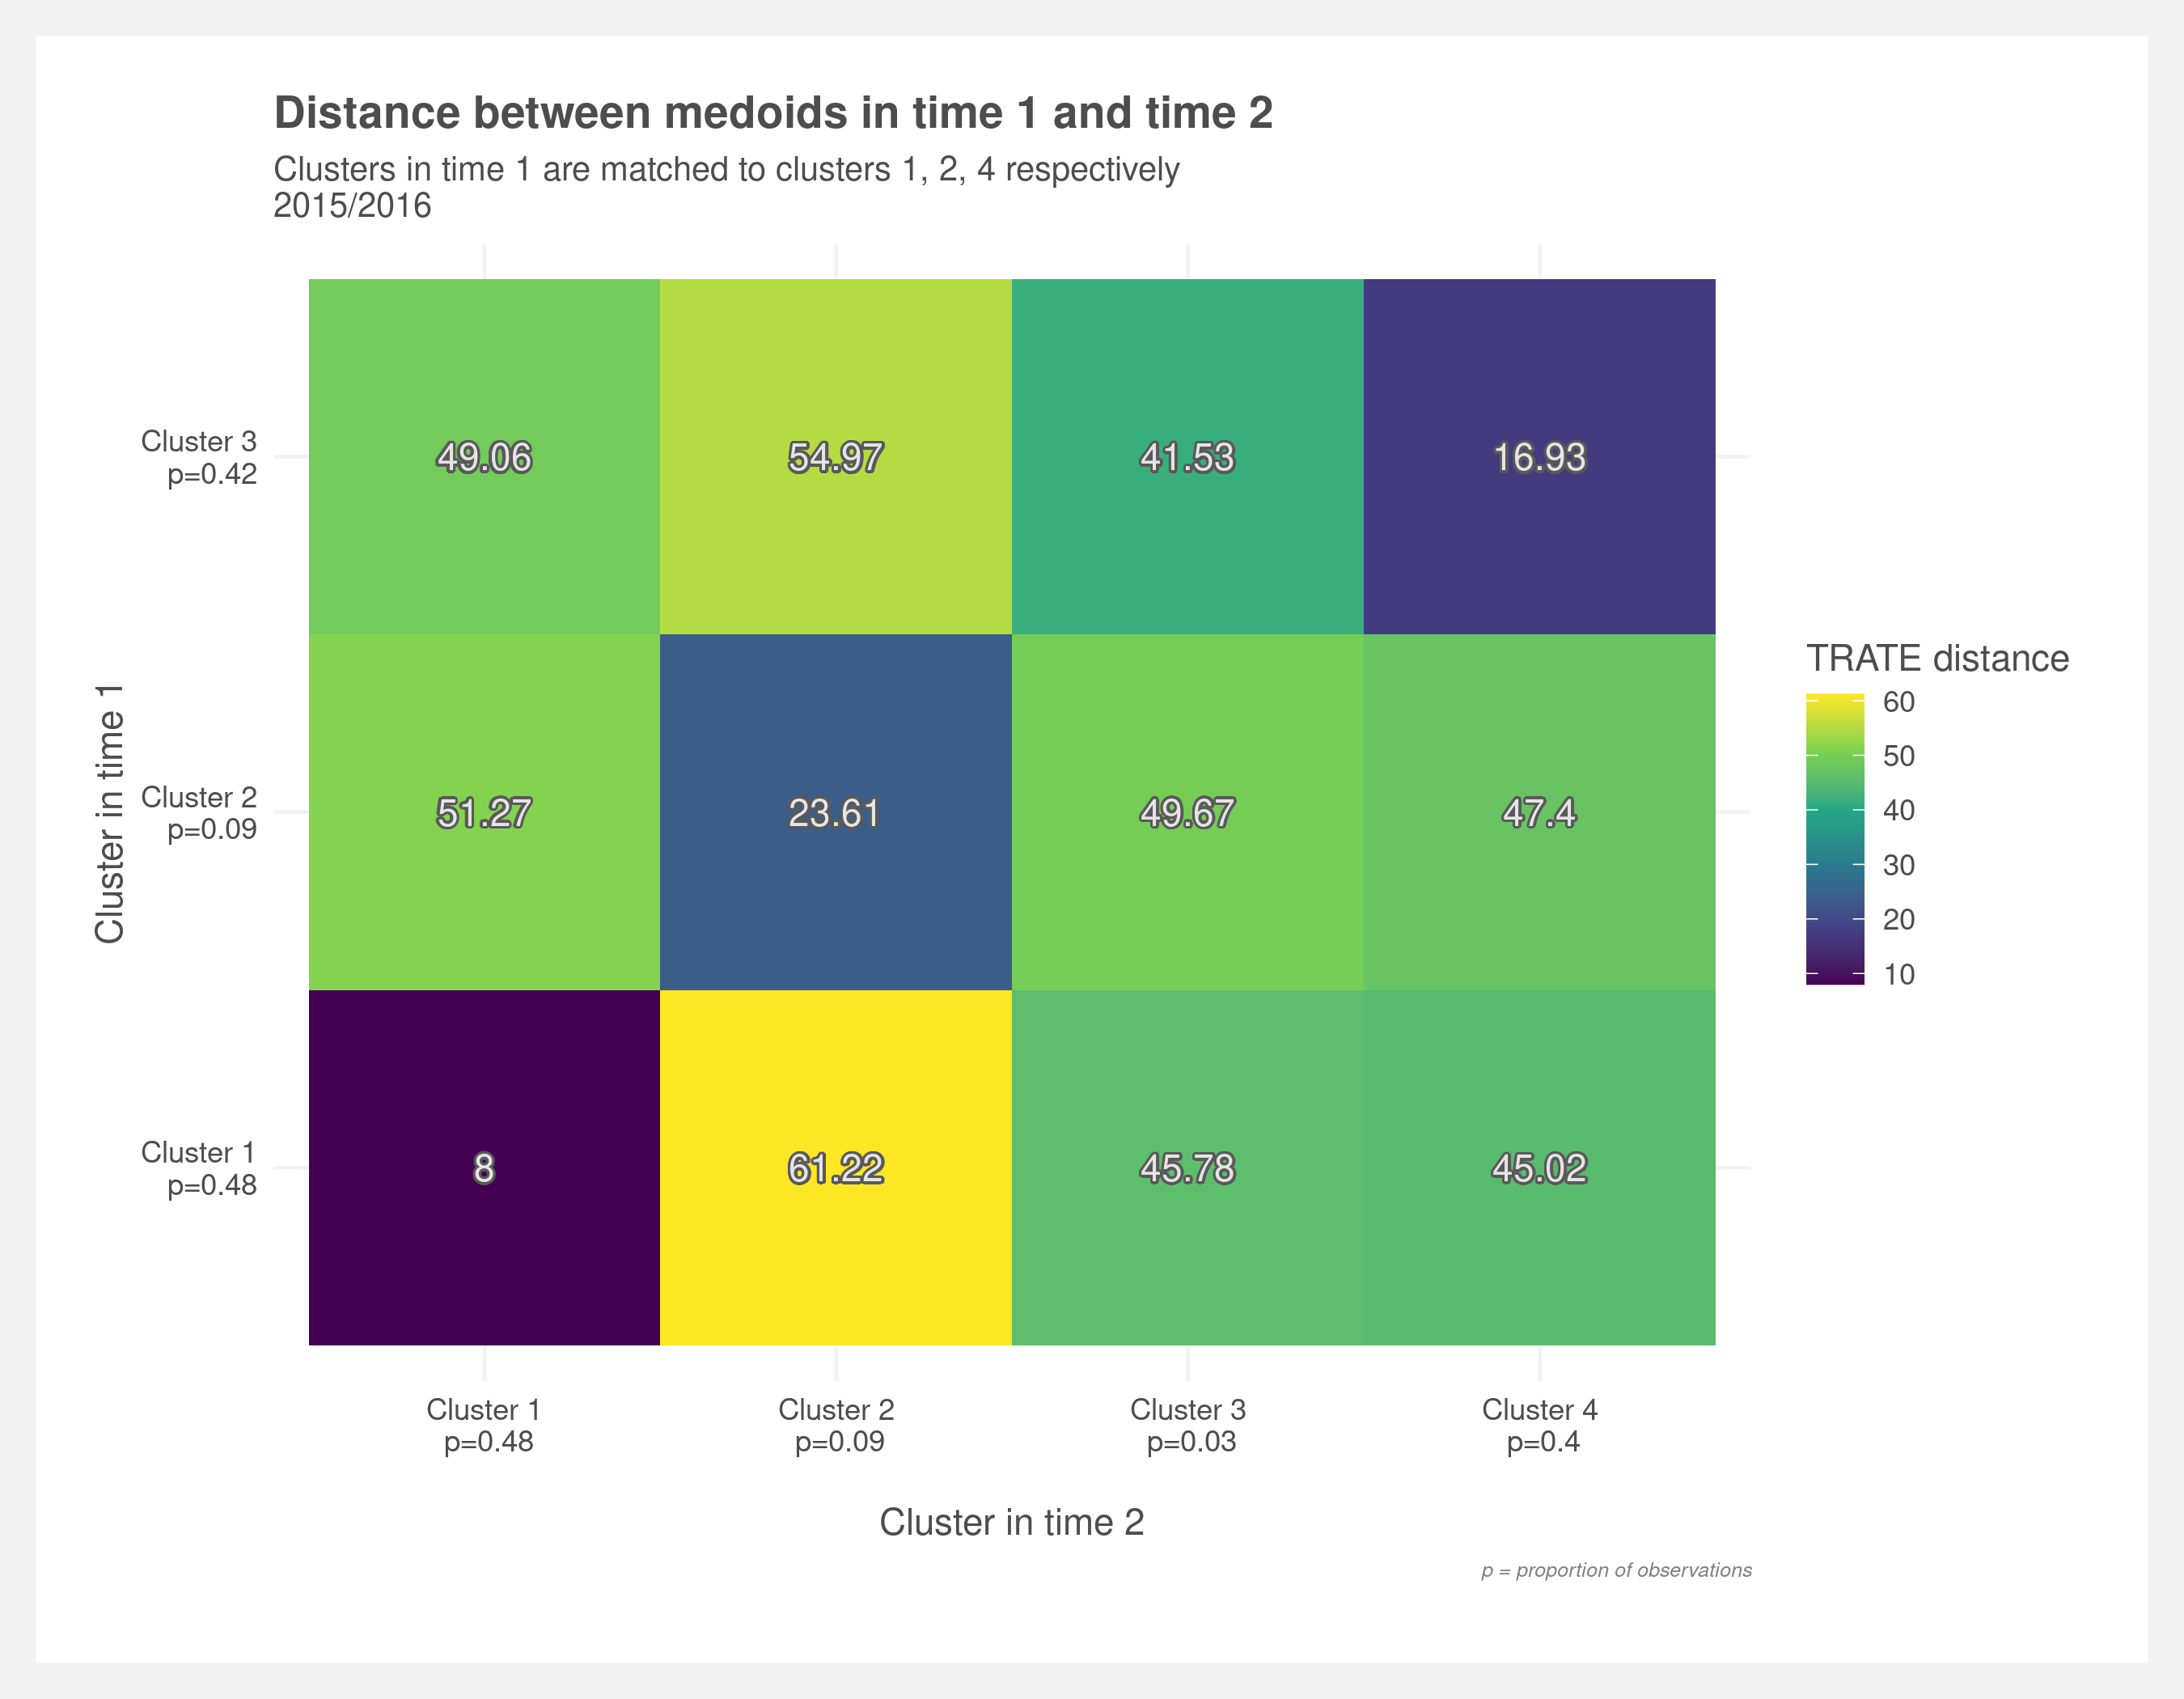 Distance between medoids in time 1 and time 2
Clusters in time 1 are matched to clusters 1, 2, 4 respectively
2015/2016
Cluster in time 1
Cluster 3
p=0.42
49.06 54.97 41.53 16.93
Cluster 2
p=0.09
51.27 23.61 49.67 47.4
Cluster 1
p=0.48
8 61.22 45.78 45.02
Cluster 1 Cluster 2 Cluster 3 Cluster 4
p=0.48 p=0.09 p=0.03 p=0.4
Cluster in time 2
p = proportion of observations
TRATE distance
60
50
40
30
20
10